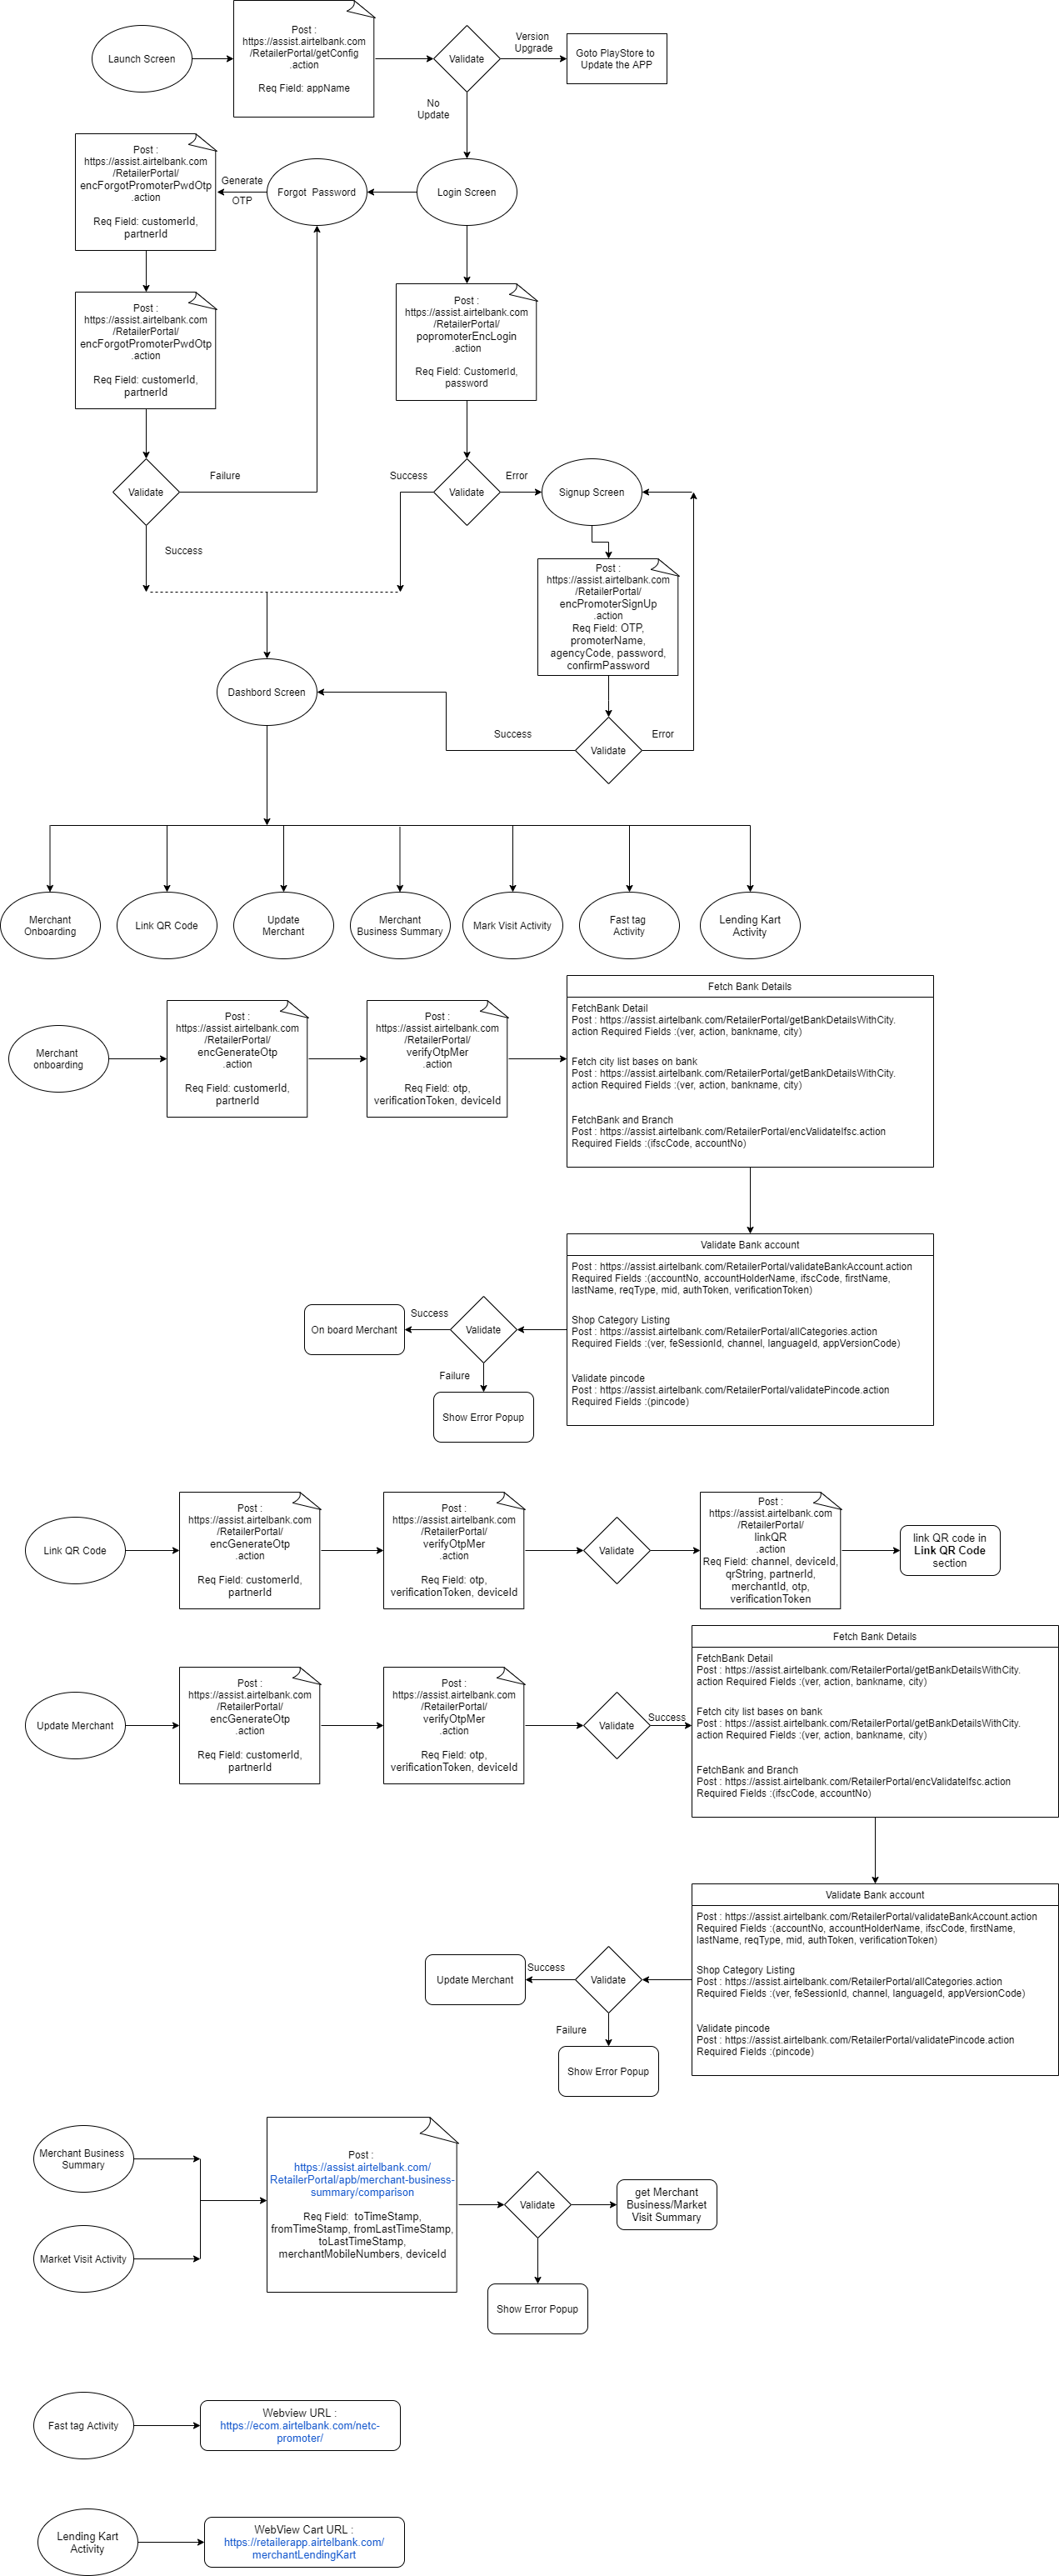 Launch Screen
Post :
https://assist.airtelbank.com
/RetailerPortal/getConfig
.action
Req Field: appName
Validate
Version
Upgrade
Goto PlayStore to
Update the APP
No
Update
Post :
https://assist.airtelbank.com
/RetailerPortal/
encForgotPromoterPwdOtp
.action
Req Field: customerId,
partnerId
Generate
OTP
Forgot Password
Login Screen
Post :
https://assist.airtelbank.com
/RetailerPortal/
encForgotPromoterPwdOtp
.action
Req Field: customerId,
partnerId
Post :
https://assist.airtelbank.com
/RetailerPortal/
popromoterEncLogin
.action
Req Field: CustomerId,
password
Validate
Failure
Success
Success
Validate
Error
Signup Screen
Post :
https://assist.airtelbank.com
/RetailerPortal/
encPromoterSignUp
.action
Req Field: OTP,
promoterName,
agencyCode, password,
confirmPassword
Dashbord Screen
Success
Validate
Error
Merchant
Onboarding
Link QR Code
Update
Merchant
Merchant
Business Summary
Mark Visit Activity
Fast tag
Activity
Lending Kart
Activity
Merchant
onboarding
Post :
https://assist.airtelbank.com
/RetailerPortal/
encGenerateOtp
.action
Req Field: customerId,
partnerId
Post :
https://assist.airtelbank.com
/RetailerPortal/
verifyOtpMer
.action
Req Field: otp,
verificationToken, deviceId
Fetch Bank Details
FetchBank Detail
Post : https://assist.airtelbank.com/RetailerPortal/getBankDetailsWithCity.
action Required Fields :(ver, action, bankname, city)
Fetch city list bases on bank
Post : https://assist.airtelbank.com/RetailerPortal/getBankDetailsWithCity.
action Required Fields :(ver, action, bankname, city)
FetchBank and Branch
Post : https://assist.airtelbank.com/RetailerPortal/encValidateIfsc.action
Required Fields :(ifscCode, accountNo)
Validate Bank account
Post : https://assist.airtelbank.com/RetailerPortal/validateBankAccount.action
Required Fields :(accountNo, accountHolderName, ifscCode, firstName,
lastName, reqType, mid, authToken, verificationToken)
Shop Category Listing
Post : https://assist.airtelbank.com/RetailerPortal/allCategories.action
Required Fields :(ver, feSessionId, channel, languageId, appVersionCode)
Validate pincode
Post : https://assist.airtelbank.com/RetailerPortal/validatePincode.action
Required Fields :(pincode)
On board Merchant
Success
Validate
Failure
Show Error Popup
Link QR Code
Post :
https://assist.airtelbank.com
/RetailerPortal/
encGenerateOtp
.action
Req Field: customerId,
partnerId
Post :
https://assist.airtelbank.com
/RetailerPortal/
verifyOtpMer
.action
Req Field: otp,
verificationToken, deviceId
Validate
Post :
https://assist.airtelbank.com
/RetailerPortal/
linkQR
.action
Req Field: channel, deviceId,
qrString, partnerId,
merchantId, otp,
verificationToken
link QR code in
Link QR Code
section
Update Merchant
Post :
https://assist.airtelbank.com
/RetailerPortal/
encGenerateOtp
.action
Req Field: customerId,
partnerId
Post :
https://assist.airtelbank.com
/RetailerPortal/
verifyOtpMer
.action
Req Field: otp,
verificationToken, deviceId
Validate
Success
Fetch Bank Details
FetchBank Detail
Post : https://assist.airtelbank.com/RetailerPortal/getBankDetailsWithCity.
action Required Fields :(ver, action, bankname, city)
Fetch city list bases on bank
Post : https://assist.airtelbank.com/RetailerPortal/getBankDetailsWithCity.
action Required Fields :(ver, action, bankname, city)
FetchBank and Branch
Post : https://assist.airtelbank.com/RetailerPortal/encValidateIfsc.action
Required Fields :(ifscCode, accountNo)
Validate Bank account
Post : https://assist.airtelbank.com/RetailerPortal/validateBankAccount.action
Required Fields :(accountNo, accountHolderName, ifscCode, firstName,
lastName, reqType, mid, authToken, verificationToken)
Shop Category Listing
Post : https://assist.airtelbank.com/RetailerPortal/allCategories.action
Required Fields :(ver, feSessionId, channel, languageId, appVersionCode)
Validate pincode
Post : https://assist.airtelbank.com/RetailerPortal/validatePincode.action
Required Fields :(pincode)
Update Merchant
Success
Validate
Failure
Show Error Popup
Merchant Business
Summary
Market Visit Activity
Post :
https://assist.airtelbank.com/
RetailerPortal/apb/merchant-business-
summary/comparison
Req Field: toTimeStamp,
fromTimeStamp, fromLastTimeStamp,
toLastTimeStamp,
merchantMobileNumbers, deviceId
Validate
get Merchant
Business/Market
Visit Summary
Show Error Popup
Fast tag Activity
Webview URL :
https://ecom.airtelbank.com/netc-
promoter/
Lending Kart
Activity
WebView Cart URL :
https://retailerapp.airtelbank.com/
merchantLendingKart